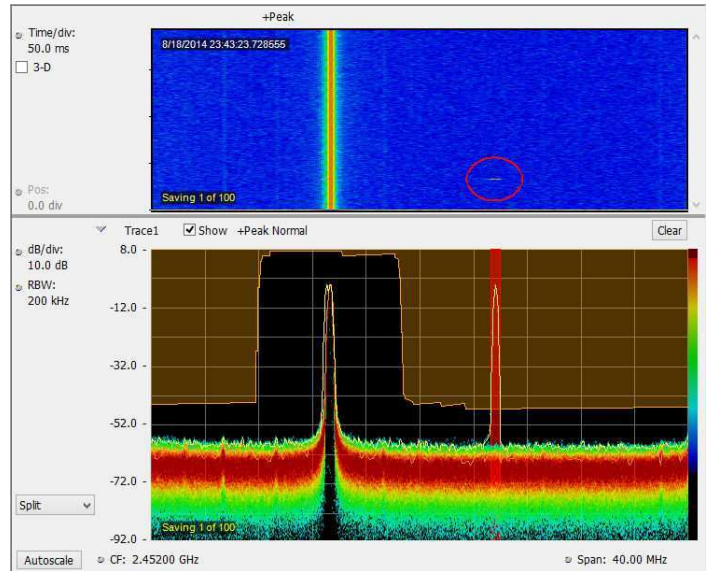 +Peak
Time/div:
50.0 ms
3-D
8/18/2014 23:43:23.728555
Pos:
0.0 div
Saving 1 of 100
Trace1 Show +Peak Normal Clear
dB/div:
10.0 dB
RBW:
200 kHz
8.0
-12.0
-32.0
-52.0
-72.0
-92.0
Split
Saving 1 of 100
Autoscale CF: 2.45200 GHz Span: 40.00 MHz